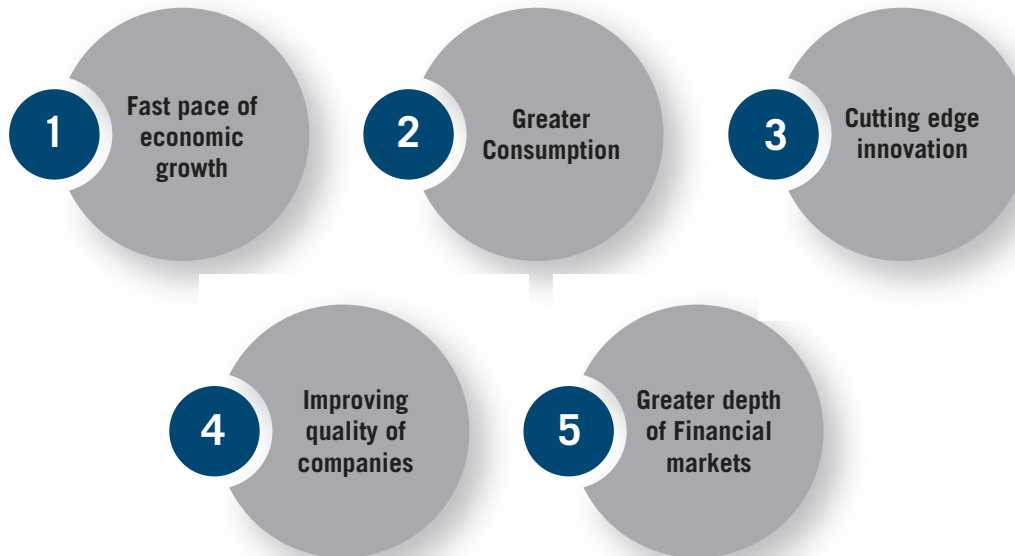 1
Fast pace of
economic
growth
2
Greater
Consumption
3
Cutting edge
innovation
4
Improving
quality of
companies
5
Greater depth
of Financial
markets